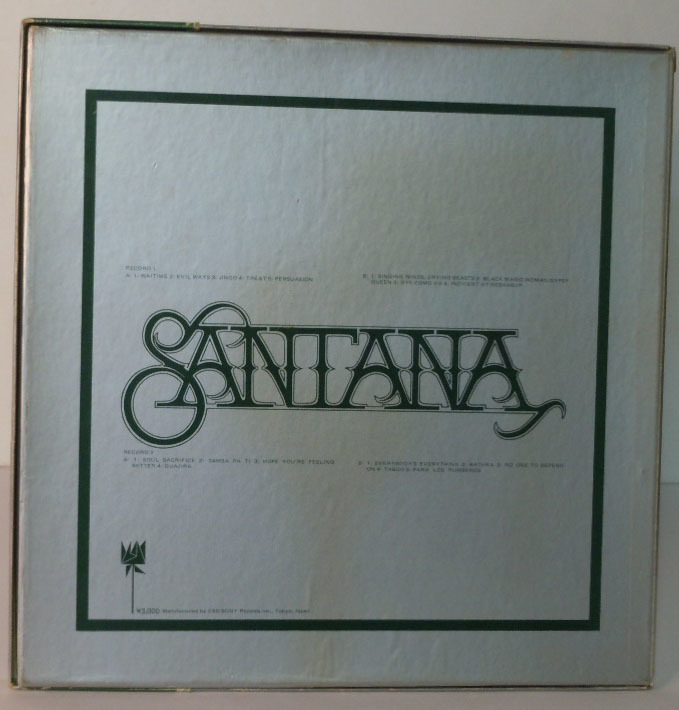 RECORD 1
A: 1. WAITING 2. EVIL WAYS 3. JINGO 4. TREAT 5. PERSUASION
B: 1. SINGING WINDS, CRYING BEASTS 2. BLACK MAGIC WOMAN/GYPSY
QUEEN 3. OYE COMO VA 4. INCIDENT AT NESHABUR
SANTANA
RECORD 2
A: 1. SOUL SACRIFICE 2. SAMBA PA TI 3. HOPE YOU'RE FEELING
BETTER 4. GUAJIRA
B: 1. EVERYBODY'S EVERYTHING 2. BATUKA 3. NO ONE TO DEPEND
ON 4. TABOO 5. PARA LOS RUMBEROS
¥3,000 Manufactured by CBS/SONY Records Inc., Tokyo, Japan